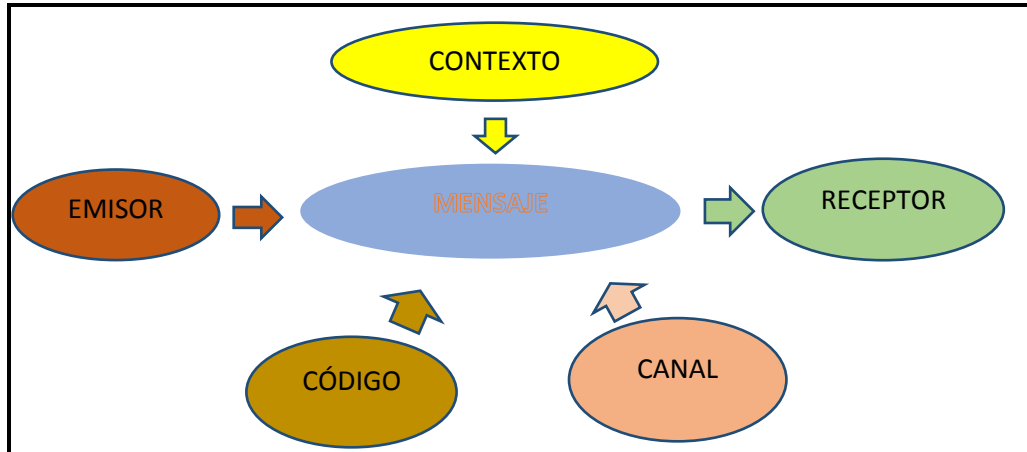 CONTEXTO
EMISOR
MENSAJE
RECEPTOR
CÓDIGO
CANAL